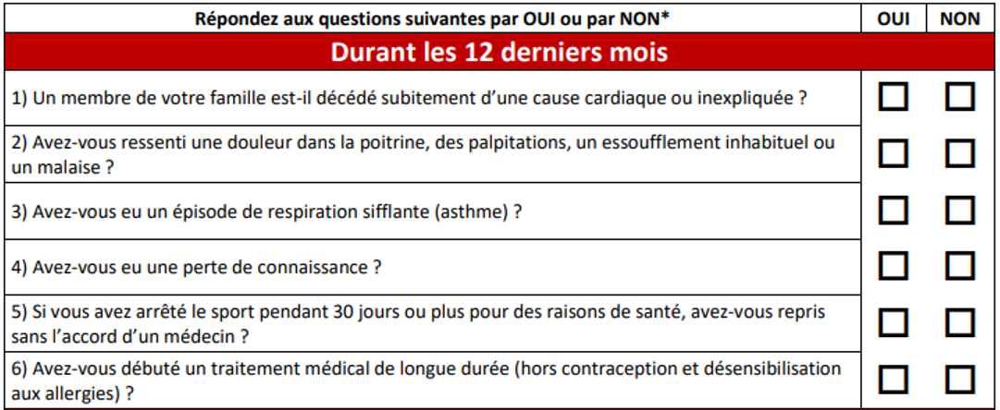 Répondez aux questions suivantes par OUI ou par NON* OUI NON
Durant les 12 derniers mois
1) Un membre de votre famille est-il décédé subitement d’une cause cardiaque ou inexpliquée ?
2) Avez-vous ressenti une douleur dans la poitrine, des palpitations, un essoufflement inhabituel ou
un malaise ?
3) Avez-vous eu un épisode de respiration sifflante (asthme) ?
4) Avez-vous eu une perte de connaissance ?
5) Si vous avez arrêté le sport pendant 30 jours ou plus pour des raisons de santé, avez-vous repris
sans l’accord d’un médecin ?
6) Avez-vous débuté un traitement médical de longue durée (hors contraception et désensibilisation
aux allergies) ?